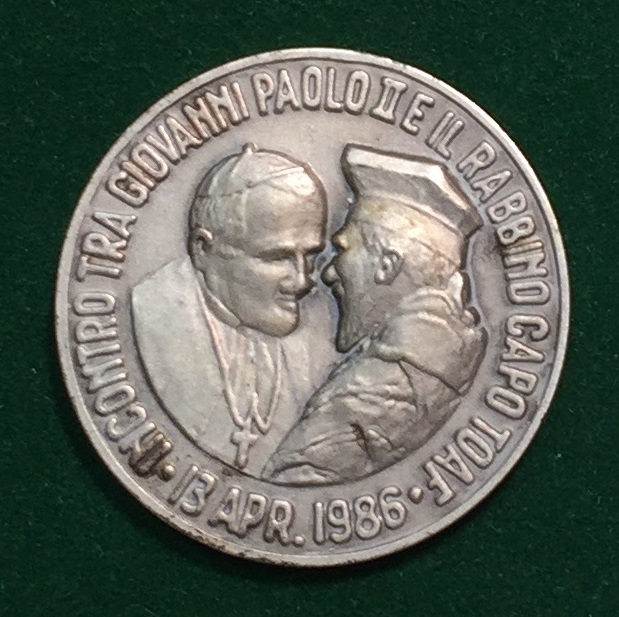 INCONTRO TRA GIOVANNI PAOLO II E IL RABBINO CAPO TOAF
· 13 APR. 1986 ·